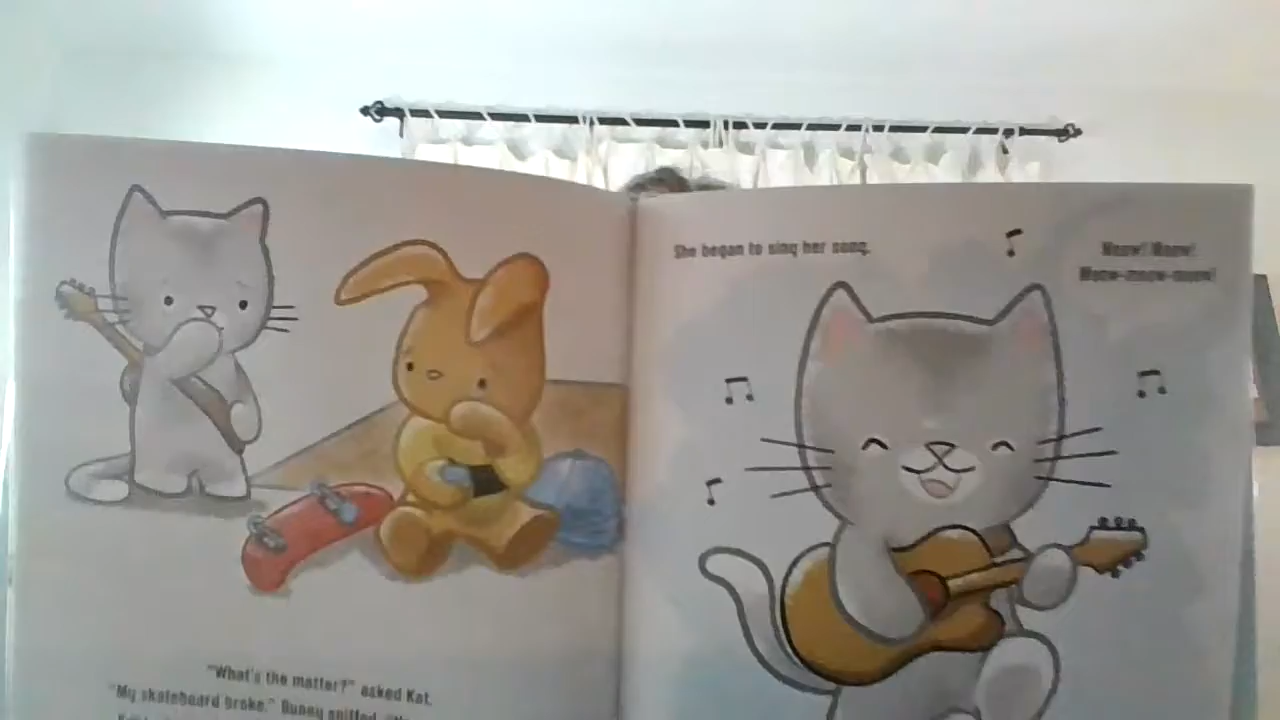 "What's the matter?" asked Kat.
"My skateboard broke." Bunny sniffed.
She began to sing her song.
Meow! Meow!
Meow-meow-meow!